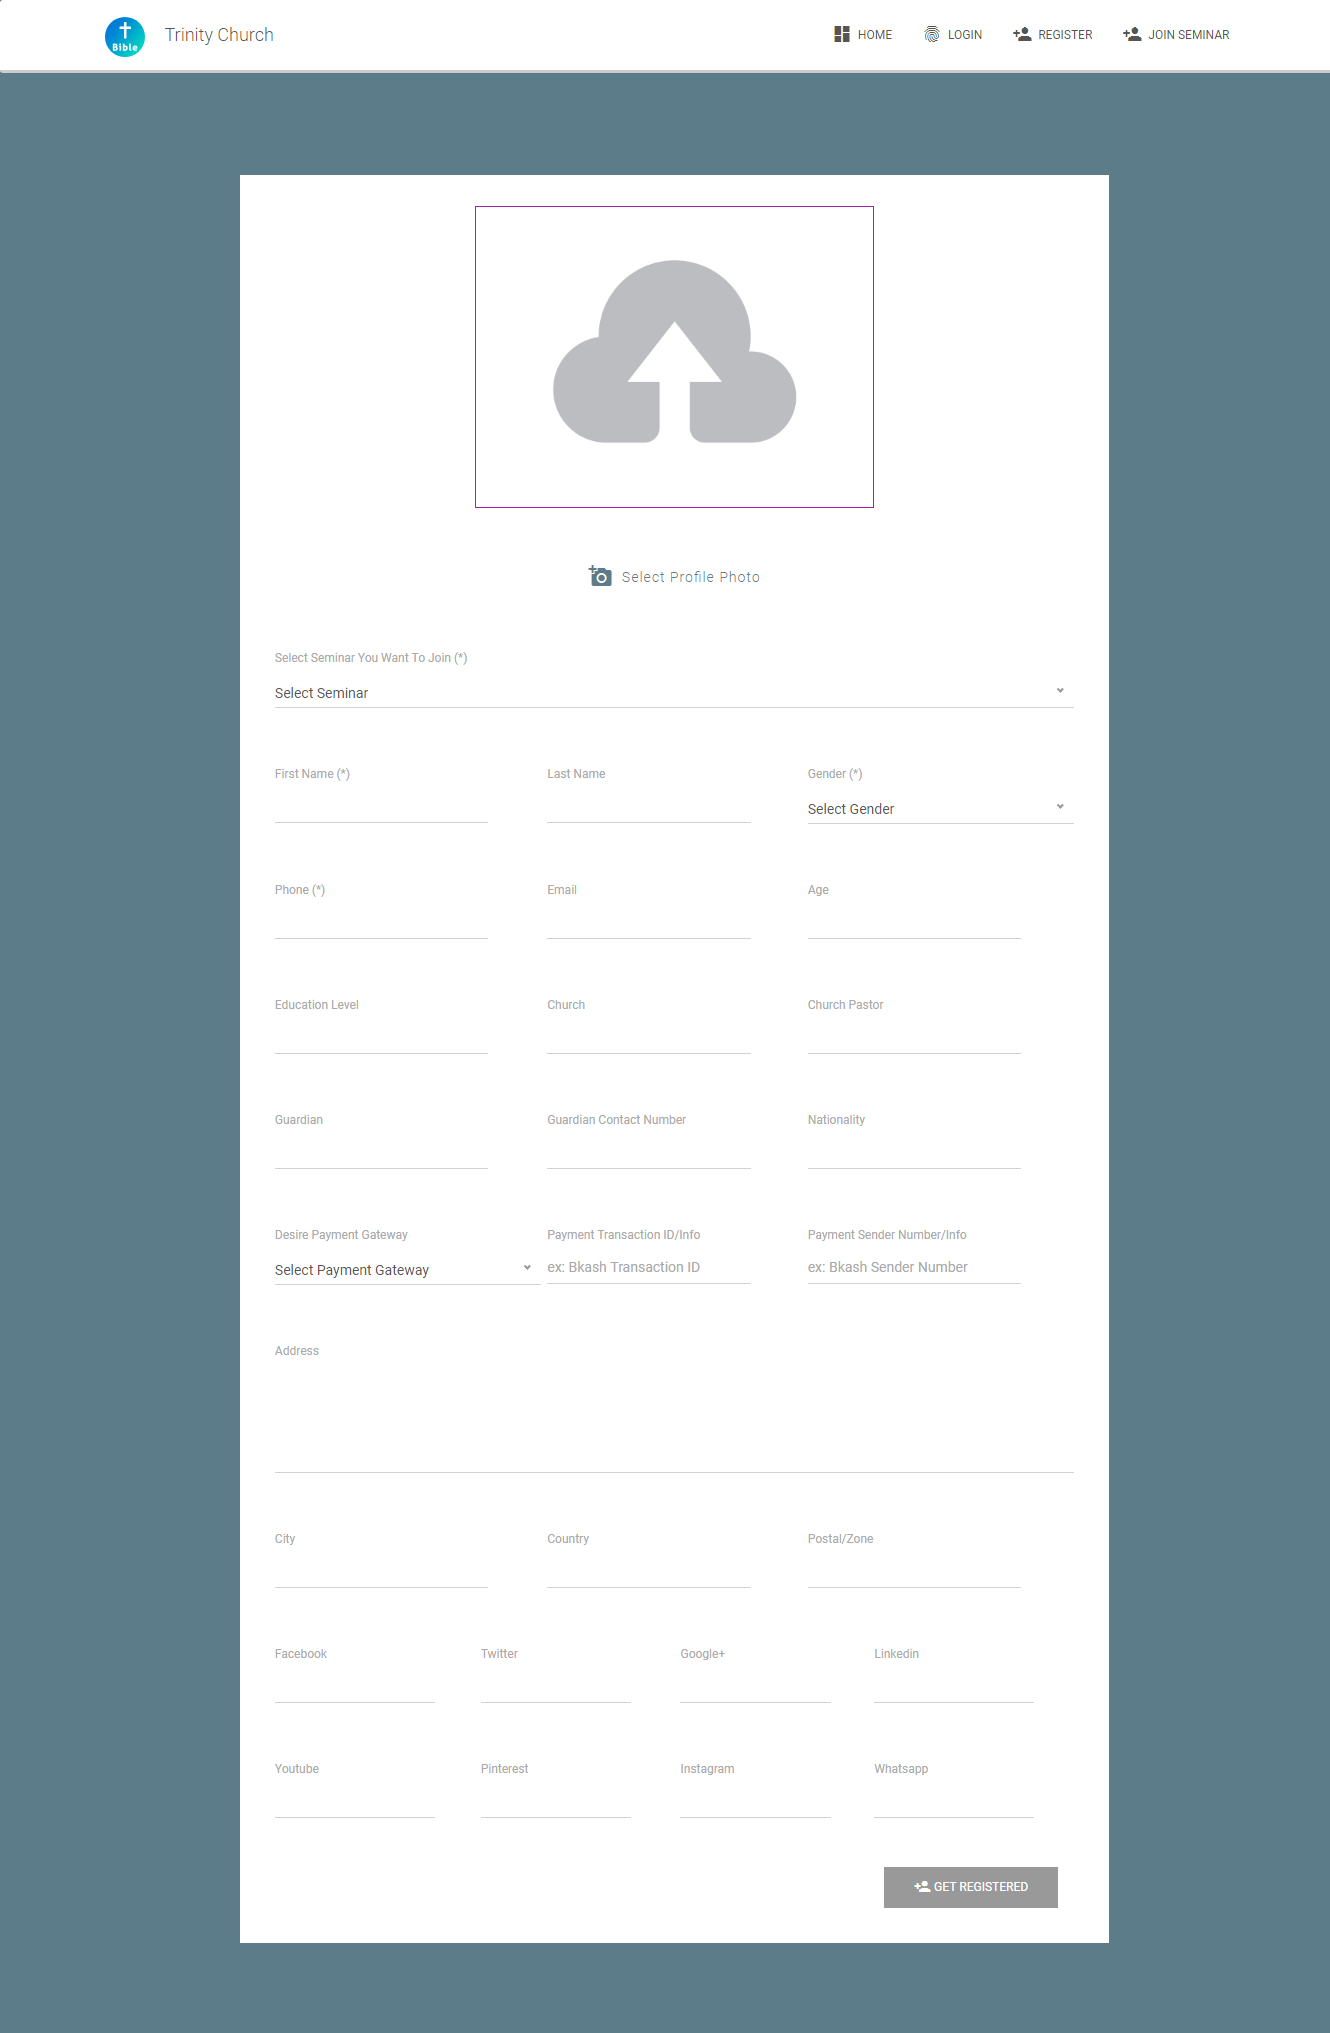 Bible
Trinity Church
HOME LOGIN REGISTER JOIN SEMINAR
Select Profile Photo
Select Seminar You Want To Join (*)
Select Seminar
First Name (*) Last Name Gender (*)
Select Gender
Phone (*) Email Age
Education Level Church Church Pastor
Guardian Guardian Contact Number Nationality
Desire Payment Gateway Payment Transaction ID/Info Payment Sender Number/Info
Select Payment Gateway ex: Bkash Transaction ID ex: Bkash Sender Number
Address
City Country Postal/Zone
Facebook Twitter Google+ Linkedin
Youtube Pinterest Instagram Whatsapp
GET REGISTERED